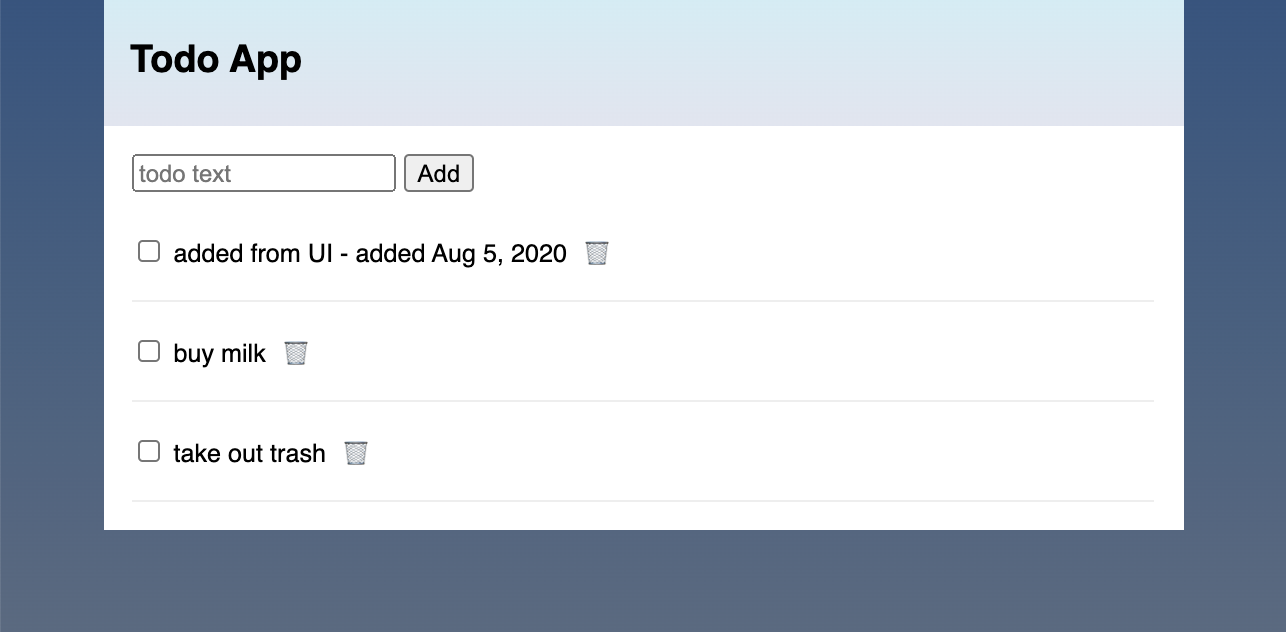 Todo App
todo text Add
added from UI - added Aug 5, 2020
buy milk
take out trash